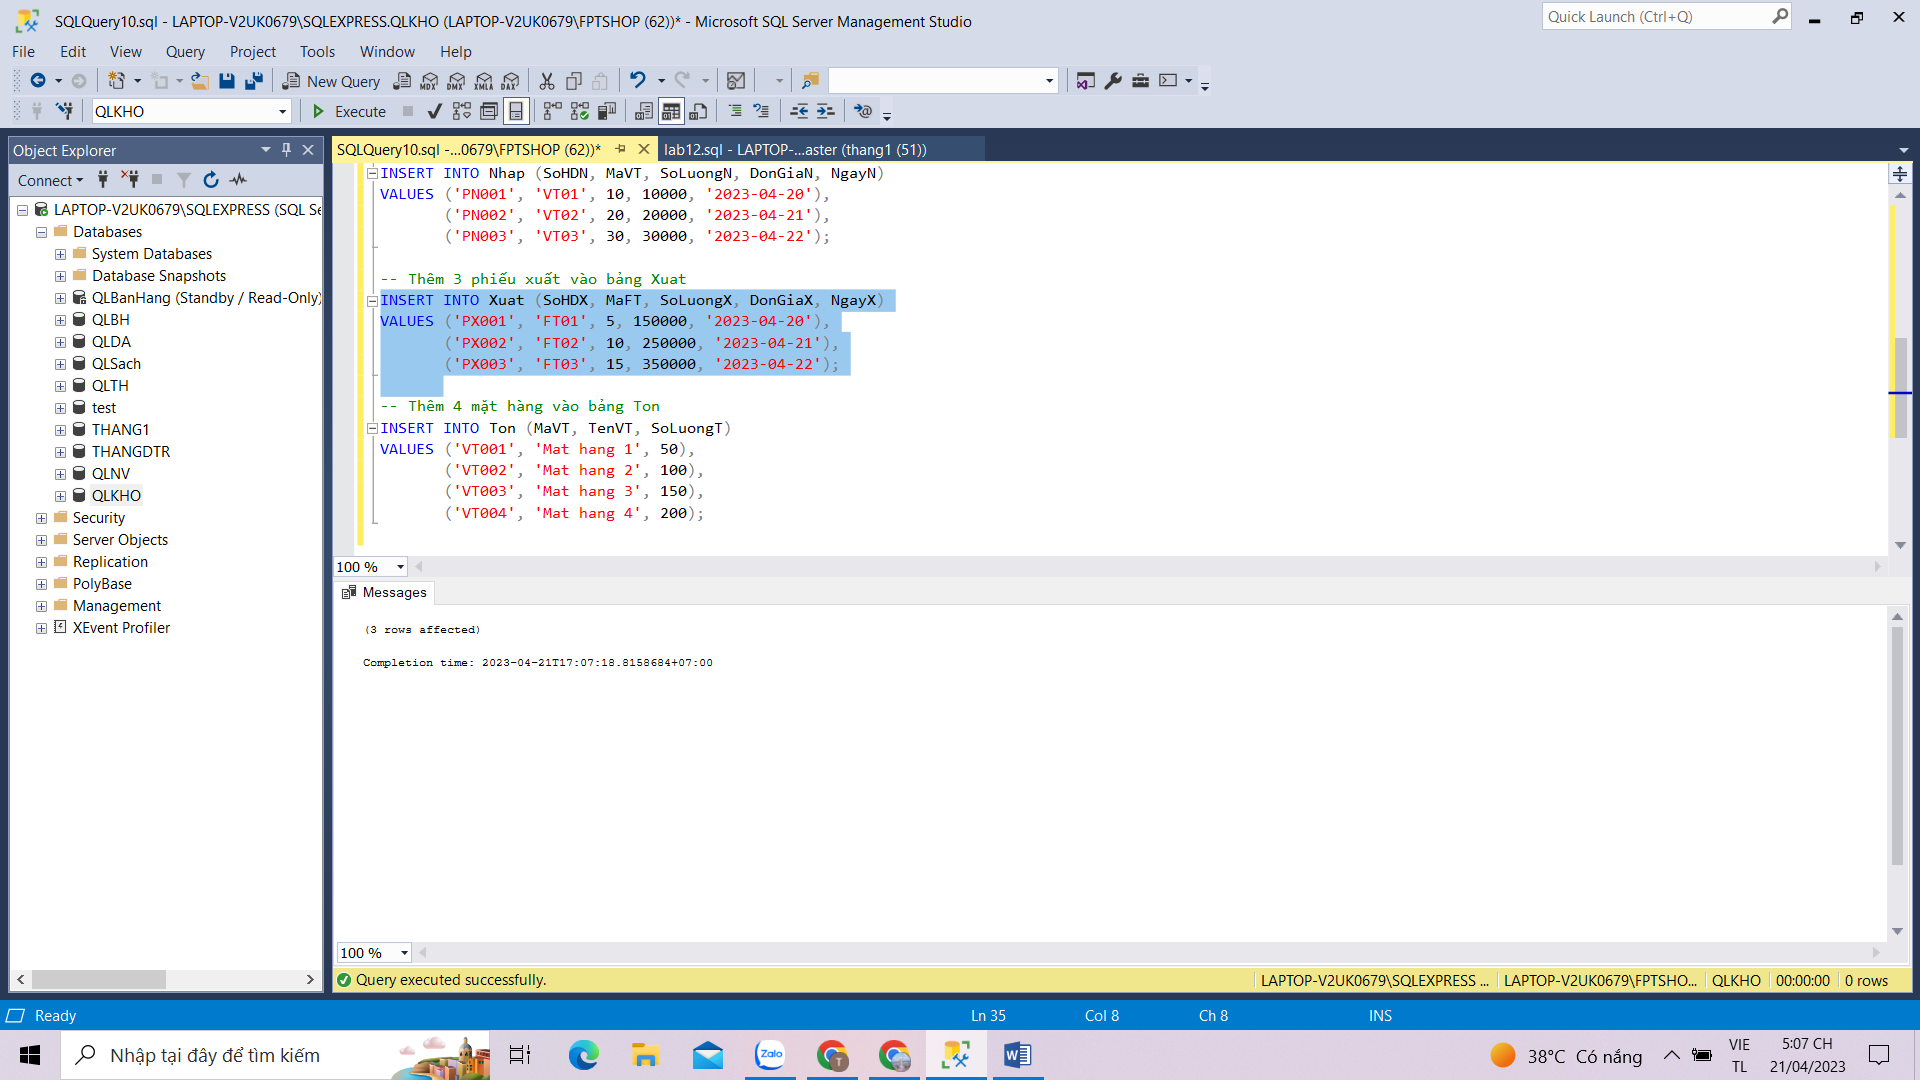 SQLQuery10.sql - LAPTOP-V2UK0679\SQLEXPRESS.QLKHO (LAPTOP-V2UK0679\FPTSHOP (62))* - Microsoft SQL Server Management Studio
Quick Launch (Ctrl+Q)
File Edit View Query Project Tools Window Help
New Query MDX DMX XMLA DAX
QLKHO Execute
Object Explorer
SQLQuery10.sql -...0679\FPTSHOP (62))* lab12.sql - LAPTOP-...aster (thang1 (51))
Connect
LAPTOP-V2UK0679\SQLEXPRESS (SQL Se
Databases
System Databases
Database Snapshots
QLBanHang (Standby / Read-Only)
QLBH
QLDA
QLSach
QLTH
test
THANG1
THANGDTR
QLNV
QLKHO
Security
Server Objects
Replication
PolyBase
Management
XEvent Profiler
INSERT INTO Nhap (SoHDN, MaVT, SoLuongN, DonGiaN, NgayN)
VALUES ('PN001', 'VT01', 10, 10000, '2023-04-20'),
('PN002', 'VT02', 20, 20000, '2023-04-21'),
('PN003', 'VT03', 30, 30000, '2023-04-22');
-- Thêm 3 phiếu xuất vào bảng Xuat
INSERT INTO Xuat (SoHDX, MaFT, SoLuongX, DonGiaX, NgayX)
VALUES ('PX001', 'FT01', 5, 150000, '2023-04-20'),
('PX002', 'FT02', 10, 250000, '2023-04-21'),
('PX003', 'FT03', 15, 350000, '2023-04-22');
-- Thêm 4 mặt hàng vào bảng Ton
INSERT INTO Ton (MaVT, TenVT, SoLuongT)
VALUES ('VT001', 'Mat hang 1', 50),
('VT002', 'Mat hang 2', 100),
('VT003', 'Mat hang 3', 150),
('VT004', 'Mat hang 4', 200);
100 %
Messages
(3 rows affected)
Completion time: 2023-04-21T17:07:18.8158684+07:00
100 %
Query executed successfully. LAPTOP-V2UK0679\SQLEXPRESS ... LAPTOP-V2UK0679\FPTSHO... QLKHO 00:00:00 0 rows
Ready Ln 35 Col 8 Ch 8 INS
Nhập tại đây để tìm kiếm
Zalo
T
38°C Có nắng
VIE
TL
5:07 CH
21/04/2023